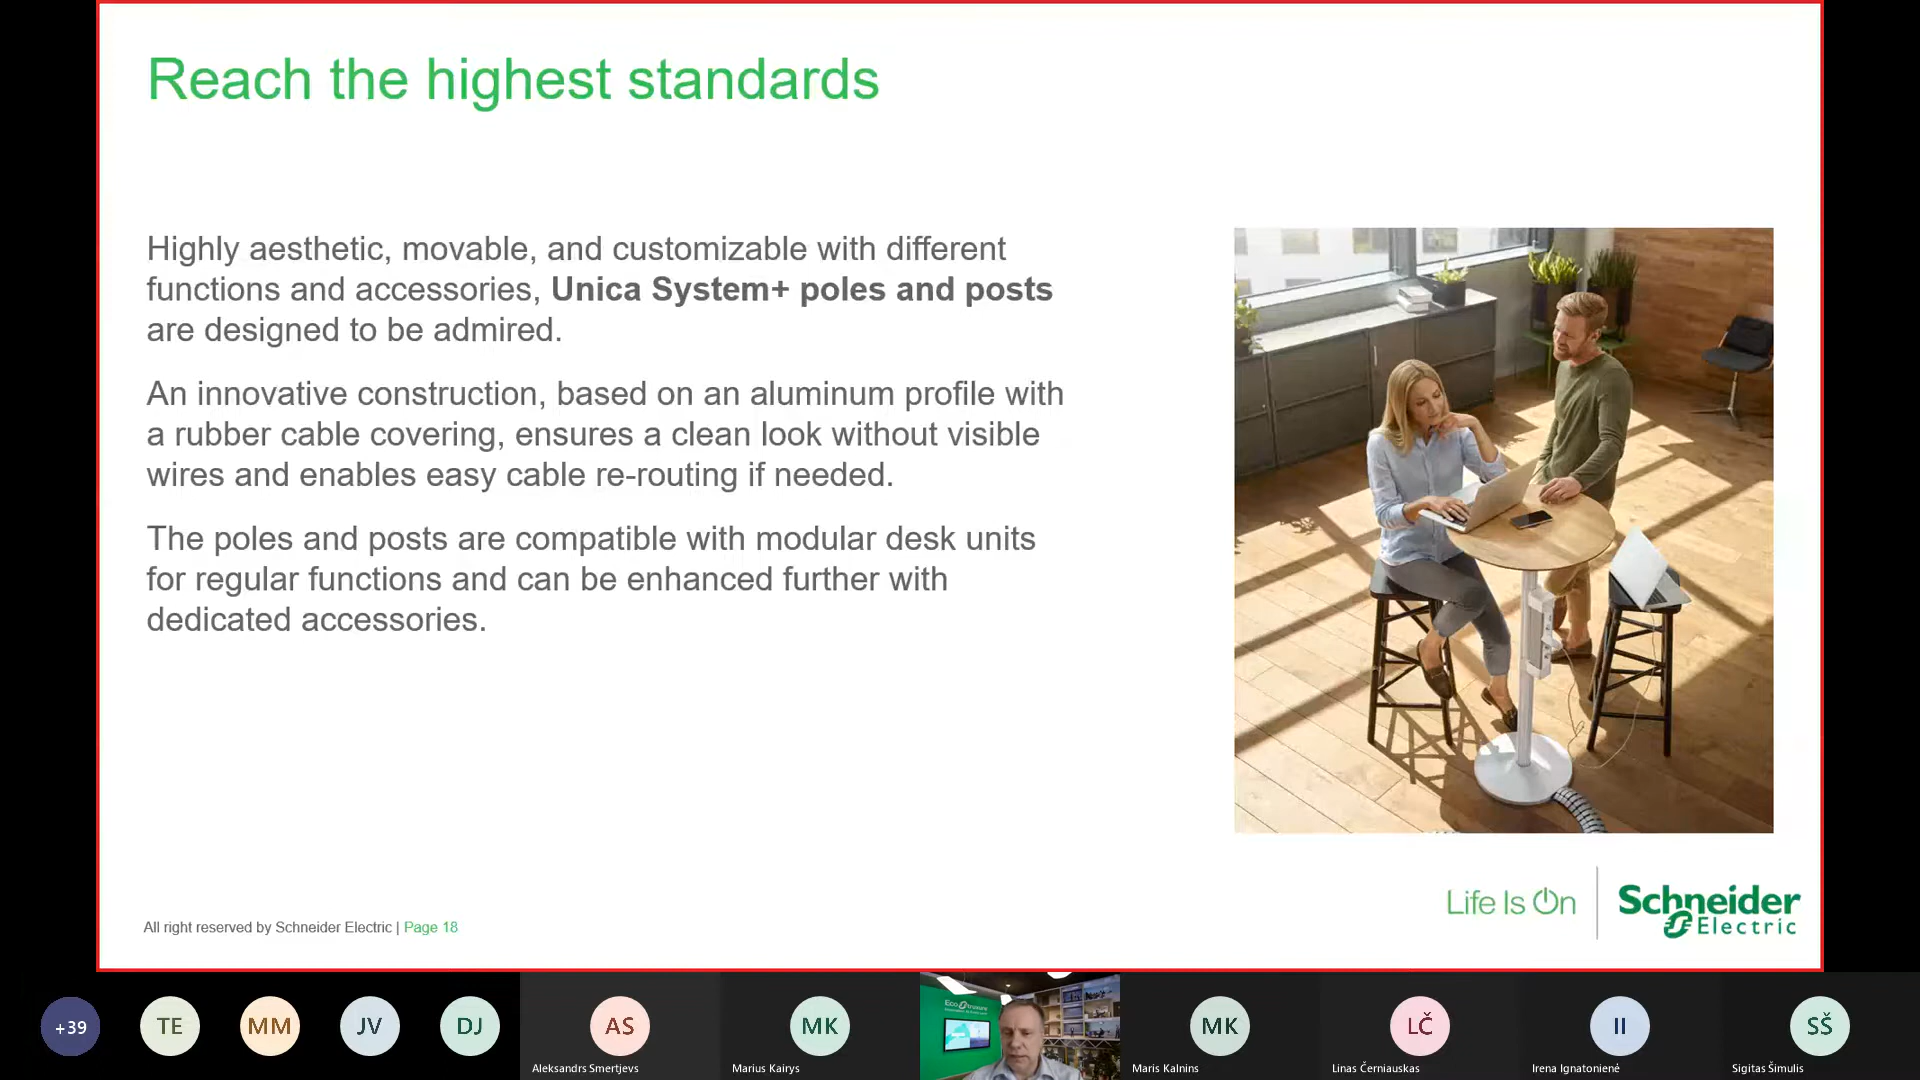 Reach the highest standards
Highly aesthetic, movable, and customizable with different
functions and accessories, Unica System+ poles and posts
are designed to be admired.
An innovative construction, based on an aluminum profile with
a rubber cable covering, ensures a clean look without visible
wires and enables easy cable re-routing if needed.
The poles and posts are compatible with modular desk units
for regular functions and can be enhanced further with
dedicated accessories.
Life Is On
Schneider
Electric
All right reserved by Schneider Electric | Page 18
+39
TE
MM
JV
DJ
AS
Aleksandrs Smertjevs
MK
Marius Kairys
MK
Maris Kalnins
LČ
Linas Černiauskas
II
Irena Ignatonienė
SŠ
Sigitas Šimulis